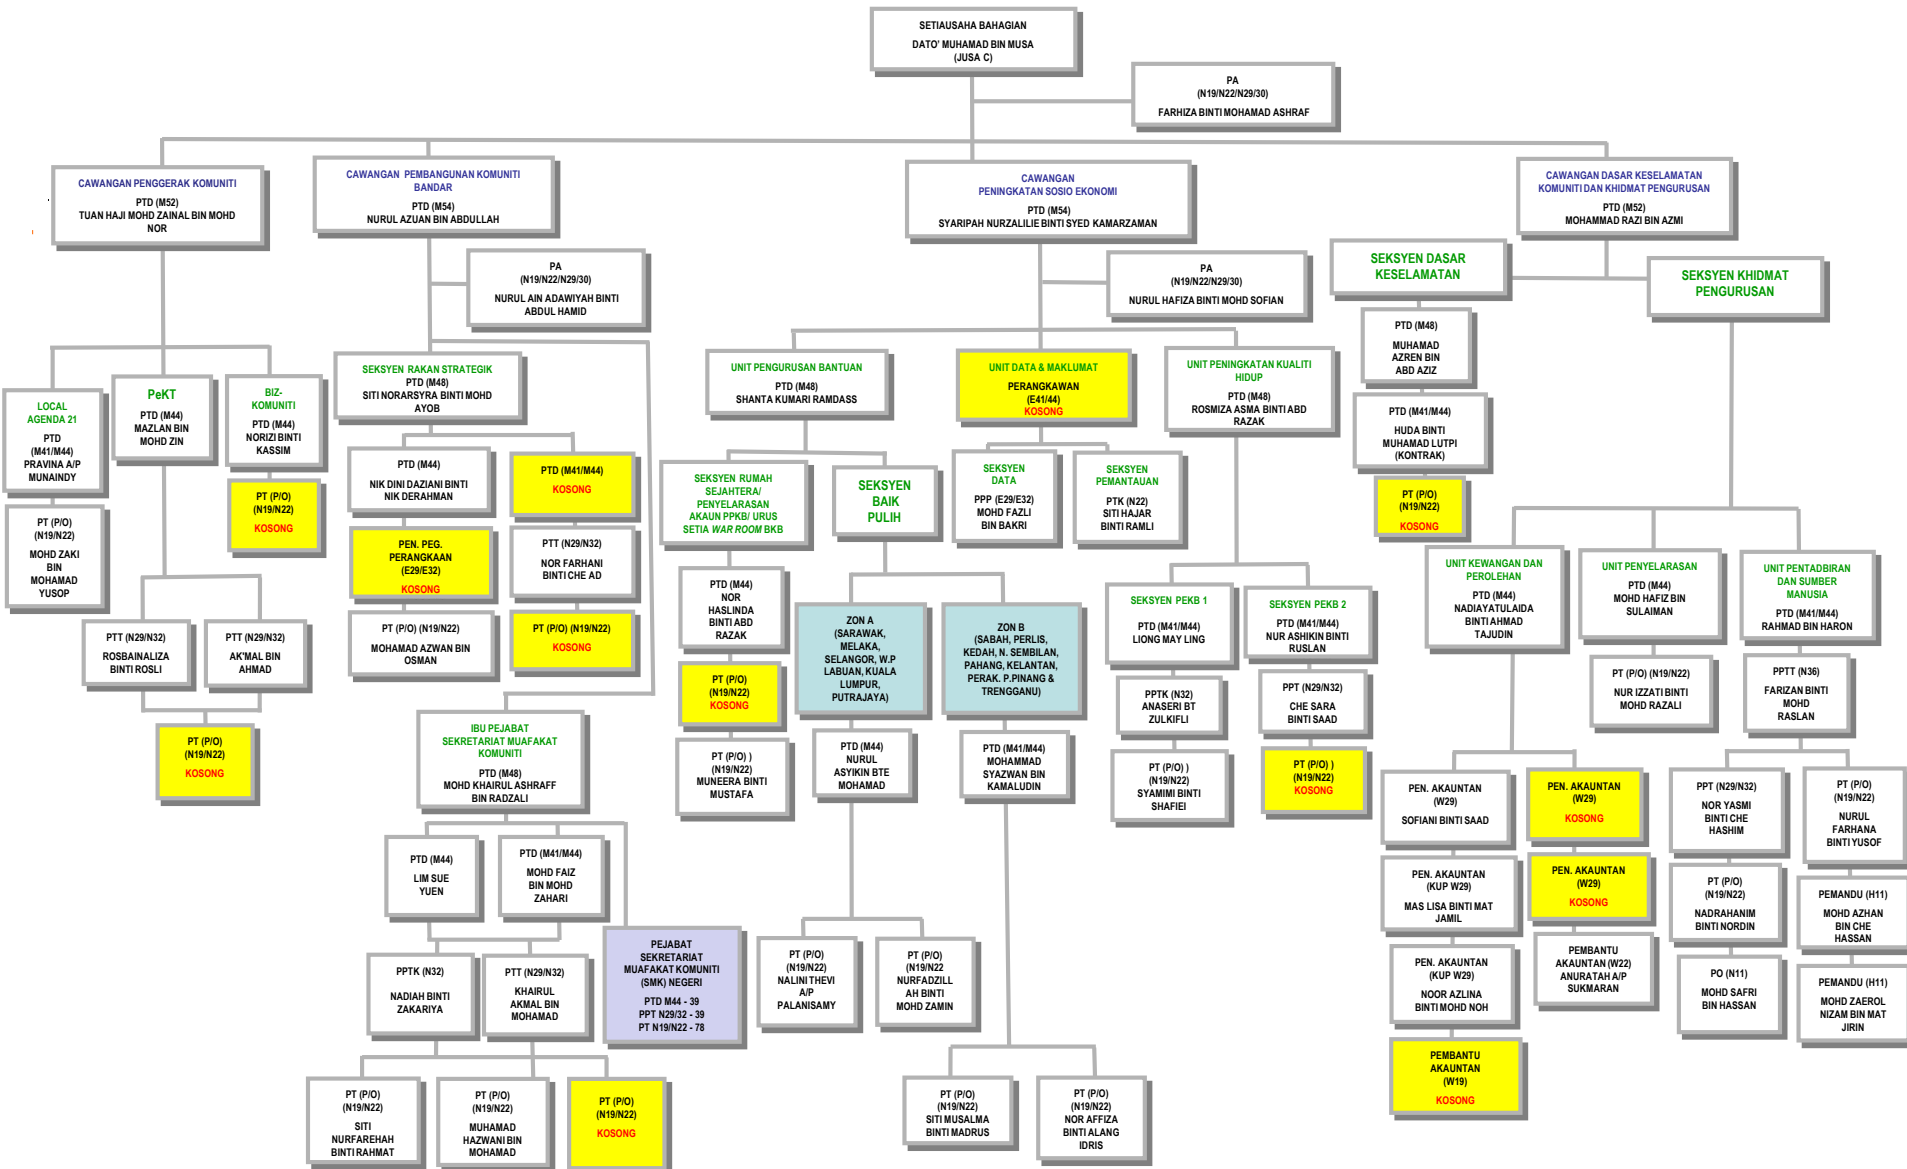 SETIAUSAHA BAHAGIAN
DATO' MUHAMAD BIN MUSA
(JUSA C)
PA
(N19/N22/N29/30)
FARHIZA BINTI MOHAMAD ASHRAF
CAWANGAN PENGGERAK KOMUNITI
PTD (M52)
TUAN HAJI MOHD ZAINAL BIN MOHD
NOR
CAWANGAN PEMBANGUNAN KOMUNITI
BANDAR
PTD (M54)
NURUL AZUAN BIN ABDULLAH
CAWANGAN
PENINGKATAN SOSIO EKONOMI
PTD (M54)
SYARIPAH NURZALILIE BINTI SYED KAMARZAMAN
CAWANGAN DASAR KESELAMATAN
KOMUNITI DAN KHIDMAT PENGURUSAN
PTD (M52)
MOHAMMAD RAZI BIN AZMI
PA
(N19/N22/N29/30)
NURUL AIN ADAWIYAH BINTI
ABDUL HAMID
PA
(N19/N22/N29/30)
NURUL HAFIZA BINTI MOHD SOFIAN
SEKSYEN DASAR
KESELAMATAN
SEKSYEN KHIDMAT
PENGURUSAN
LOCAL
AGENDA 21
PTD
(M41/M44)
PRAVINA A/P
MUNAINDY
PT (P/O)
(N19/N22)
MOHD ZAKI
BIN
MOHAMAD
YUSOP
PeKT
PTD (M44)
MAZLAN BIN
MOHD ZIN
BIZ-
KOMUNITI
PTD (M44)
NORIZI BINTI
KASSIM
PT (P/O)
(N19/N22)
KOSONG
PTT (N29/N32)
ROSBAINALIZA
BINTI ROSLI
PTT (N29/N32)
AK'MAL BIN
AHMAD
PT (P/O)
(N19/N22)
KOSONG
SEKSYEN RAKAN STRATEGIK
PTD (M48)
SITI NORARSYRA BINTI MOHD
AYOB
PTD (M44)
NIK DINI DAZIANI BINTI
NIK DERAHMAN
PEN. PEG.
PERANGKAAN
(E29/E32)
KOSONG
PT (P/O) (N19/N22)
MOHAMAD AZWAN BIN
OSMAN
PTD (M41/M44)
KOSONG
PTT (N29/N32)
NOR FARHANI
BINTI CHE AD
PT (P/O) (N19/N22)
KOSONG
IBU PEJABAT
SEKRETARIAT MUAFAKAT
KOMUNITI
PTD (M48)
MOHD KHAIRUL ASHRAFF
BIN RADZALI
PTD (M44)
LIM SUE
YUEN
PTD (M41/M44)
MOHD FAIZ
BIN MOHD
ZAHARI
PPTK (N32)
NADIAH BINTI
ZAKARIYA
PTT (N29/N32)
KHAIRUL
AKMAL BIN
MOHAMAD
PEJABAT
SEKRETARIAT
MUAFAKAT KOMUNITI
(SMK) NEGERI
PTD M44 - 39
PPT N29/32 - 39
PT N19/N22 - 78
PT (P/O)
(N19/N22)
SITI
NURFAREHAH
BINTI RAHMAT
PT (P/O)
(N19/N22)
MUHAMAD
HAZWANI BIN
MOHAMAD
PT (P/O)
(N19/N22)
KOSONG
UNIT PENGURUSAN BANTUAN
PTD (M48)
SHANTA KUMARI RAMDASS
UNIT DATA & MAKLUMAT
PERANGKAWAN
(E41/44)
KOSONG
UNIT PENINGKATAN KUALITI
HIDUP
PTD (M48)
ROSMIZA ASMA BINTI ABD
RAZAK
SEKSYEN RUMAH
SEJAHTERA/
PENYELARASAN
AKAUN PPKB/ URUS
SETIA WAR ROOM BKB
SEKSYEN
BAIK
PULIH
SEKSYEN
DATA
PPP (E29/E32)
MOHD FAZLI
BIN BAKRI
SEKSYEN
PEMANTAUAN
PTK (N22)
SITI HAJAR
BINTI RAMLI
PTD (M44)
NOR
HASLINDA
BINTI ABD
RAZAK
PT (P/O)
(N19/N22)
KOSONG
PT (P/O) )
(N19/N22)
MUNEERA BINTI
MUSTAFA
ZON A
(SARAWAK,
MELAKA,
SELANGOR, W.P
LABUAN, KUALA
LUMPUR,
PUTRAJAYA)
PTD (M44)
NURUL
ASYIKIN BTE
MOHAMAD
ZON B
(SABAH, PERLIS,
KEDAH, N. SEMBILAN,
PAHANG, KELANTAN,
PERAK. P.PINANG &
TRENGGANU)
PTD (M41/M44)
MOHAMMAD
SYAZWAN BIN
KAMALUDIN
PT (P/O)
(N19/N22)
NALINI THEVI
A/P
PALANISAMY
PT (P/O)
(N19/N22
NURFADZILL
AH BINTI
MOHD ZAMIN
PT (P/O)
(N19/N22)
SITI MUSALMA
BINTI MADRUS
PT (P/O)
(N19/N22)
NOR AFFIZA
BINTI ALANG
IDRIS
SEKSYEN PEKB 1
PTD (M41/M44)
LIONG MAY LING
PPTK (N32)
ANASERI BT
ZULKIFLI
PT (P/O) )
(N19/N22)
SYAMIMI BINTI
SHAFIEI
SEKSYEN PEKB 2
PTD (M41/M44)
NUR ASHIKIN BINTI
RUSLAN
PPT (N29/N32)
CHE SARA
BINTI SAAD
PT (P/O) )
(N19/N22)
KOSONG
PTD (M48)
MUHAMAD
AZREN BIN
ABD AZIZ
PTD (M41/M44)
HUDA BINTI
MUHAMAD LUTPI
(KONTRAK)
PT (P/O)
(N19/N22)
KOSONG
UNIT KEWANGAN DAN
PEROLEHAN
PTD (M44)
NADIAYATULAIDA
BINTI AHMAD
TAJUDIN
UNIT PENYELARASAN
PTD (M44)
MOHD HAFIZ BIN
SULAIMAN
PT (P/O) (N19/N22)
NUR IZZATI BINTI
MOHD RAZALI
UNIT PENTADBIRAN
DAN SUMBER
MANUSIA
PTD (M41/M44)
RAHMAD BIN HARON
PPTT (N36)
FARIZAN BINTI
MOHD
RASLAN
PEN. AKAUNTAN
(W29)
SOFIANI BINTI SAAD
PEN. AKAUNTAN
(KUP W29)
MAS LISA BINTI MAT
JAMIL
PEN. AKAUNTAN
(KUP W29)
NOOR AZLINA
BINTI MOHD NOH
PEMBANTU
AKAUNTAN
(W19)
KOSONG
PEN. AKAUNTAN
(W29)
KOSONG
PEN. AKAUNTAN
(W29)
KOSONG
PEMBANTU
AKAUNTAN (W22)
ANURATAH A/P
SUKMARAN
PPT (N29/N32)
NOR YASMI
BINTI CHE
HASHIM
PT (P/O)
(N19/N22)
NADRAHANIM
BINTI NORDIN
PO (N11)
MOHD SAFRI
BIN HASSAN
PT (P/O)
(N19/N22)
NURUL
FARHANA
BINTI YUSOF
PEMANDU (H11)
MOHD AZHAN
BIN CHE
HASSAN
PEMANDU (H11)
MOHD ZAEROL
NIZAM BIN MAT
JIRIN